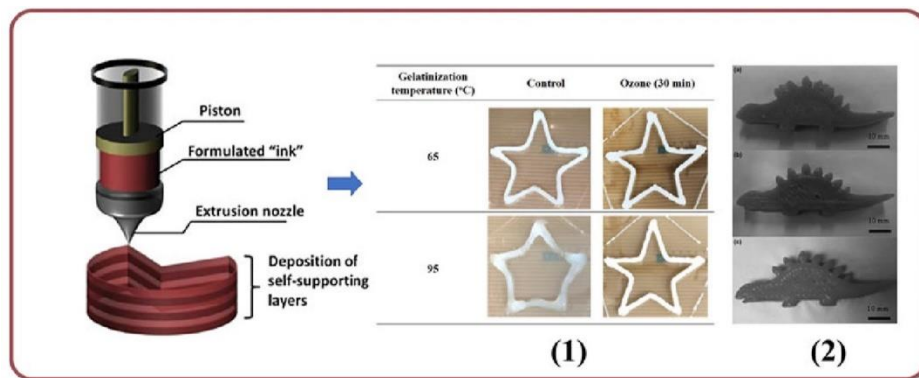 Piston
Formulated "ink"
Extrusion nozzle
Deposition of
self-supporting
layers
Gelatinization
temperature (°C)
Control
Ozone (30 min)
65
95
(1)
(a)
10 mm
(b)
10 mm
(c)
10 mm
(2)